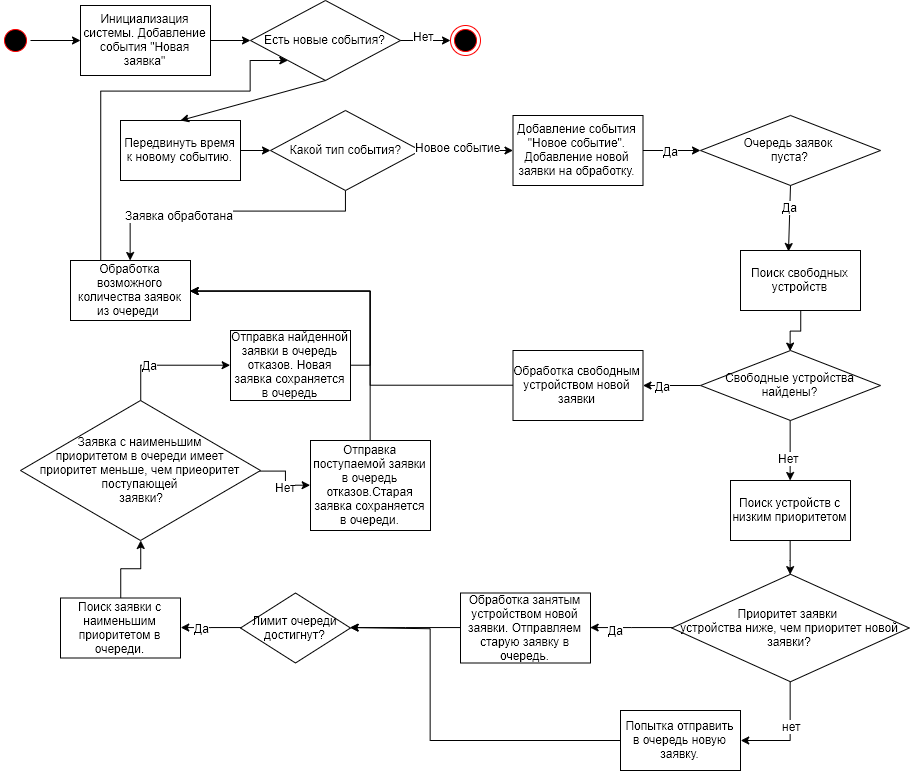 Инициализация
системы. Добавление
события "Новая
заявка"
Есть новые события?
Нет
Передвинуть время
к новому событию.
Какой тип события?
Новое событие
Добавление события
"Новое событие".
Добавление новой
заявки на обработку.
Да
Очередь заявок
пуста?
Да
Заявка обработана
Обработка
возможного
количества заявок
из очереди
Поиск свободных
устройств
Отправка найденной
заявки в очередь
отказов. Новая
заявка сохраняется
в очередь
Да
Обработка свободным
устройством новой
заявки
Да
Свободные устройства
найдены?
Заявка с наименьшим
приоритетом в очереди имеет
приоритет меньше, чем приеоритет
поступающей
заявки?
Нет
Отправка
поступаемой заявки
в очередь
отказов.Старая
заявка сохраняется
в очереди.
Нет
Поиск устройств с
низким приоритетом
Поиск заявки с
наименьшим
приоритетом в
очереди.
Да
Лимит очереди
достигнут?
Обработка занятым
устройством новой
заявки. Отправляем
старую заявку в
очередь.
Да
Приоритет заявки
устройства ниже, чем приоритет новой
заявки?
нет
Попытка отправить
в очередь новую
заявку.